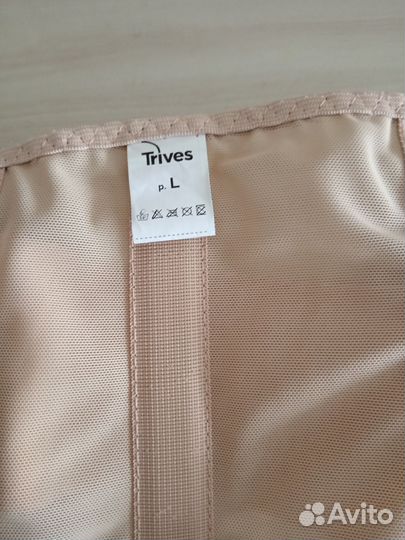 Trives
р. L
Avito